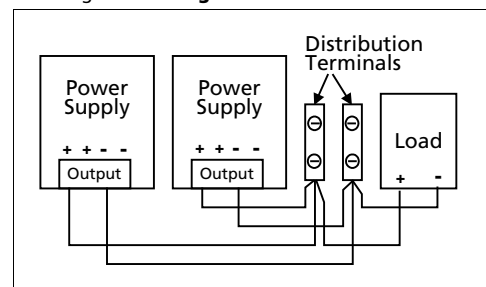 Distribution
Terminals
Power
Supply
+ + - -
Output
Power
Supply
+ + - -
Output
Load
+ -